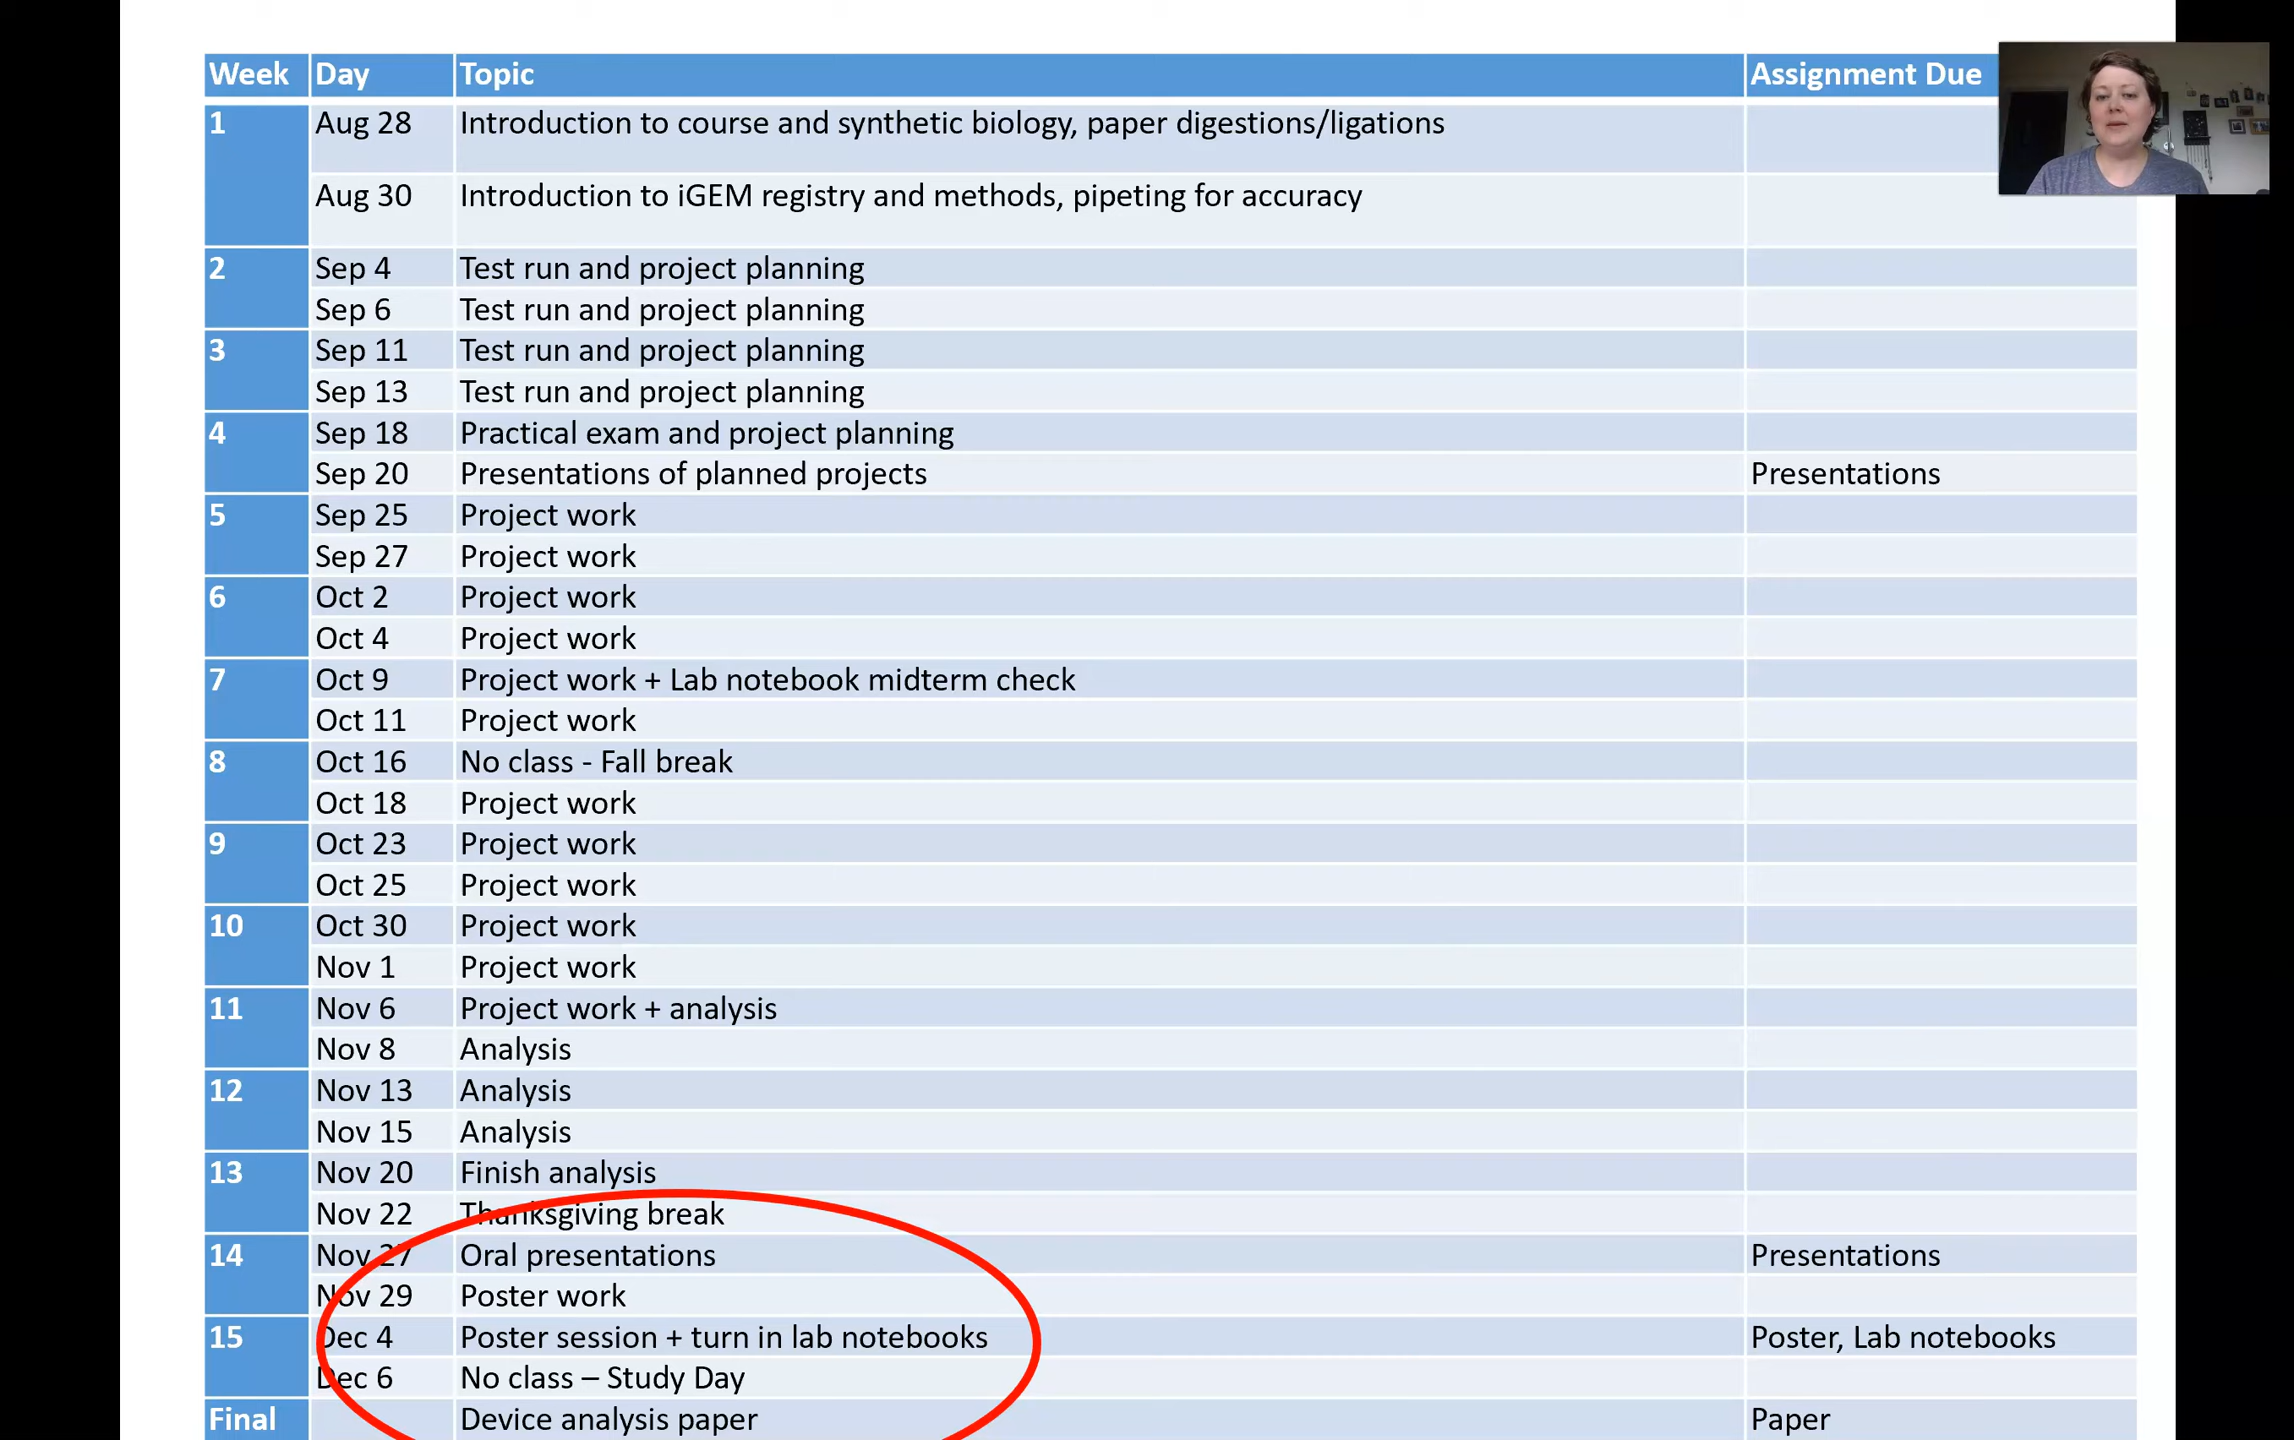 Week Day Topic Assignment Due
1 Aug 28 Introduction to course and synthetic biology, paper digestions/ligations
Aug 30 Introduction to iGEM registry and methods, pipeting for accuracy
2 Sep 4 Test run and project planning
Sep 6 Test run and project planning
3 Sep 11 Test run and project planning
Sep 13 Test run and project planning
4 Sep 18 Practical exam and project planning
Sep 20 Presentations of planned projects Presentations
5 Sep 25 Project work
Sep 27 Project work
6 Oct 2 Project work
Oct 4 Project work
7 Oct 9 Project work + Lab notebook midterm check
Oct 11 Project work
8 Oct 16 No class - Fall break
Oct 18 Project work
9 Oct 23 Project work
Oct 25 Project work
10 Oct 30 Project work
Nov 1 Project work
11 Nov 6 Project work + analysis
Nov 8 Analysis
12 Nov 13 Analysis
Nov 15 Analysis
13 Nov 20 Finish analysis
Nov 22 Thanksgiving break
14 Nov 27 Oral presentations Presentations
Nov 29 Poster work
15 Dec 4 Poster session + turn in lab notebooks Poster, Lab notebooks
Dec 6 No class – Study Day
Final Device analysis paper Paper